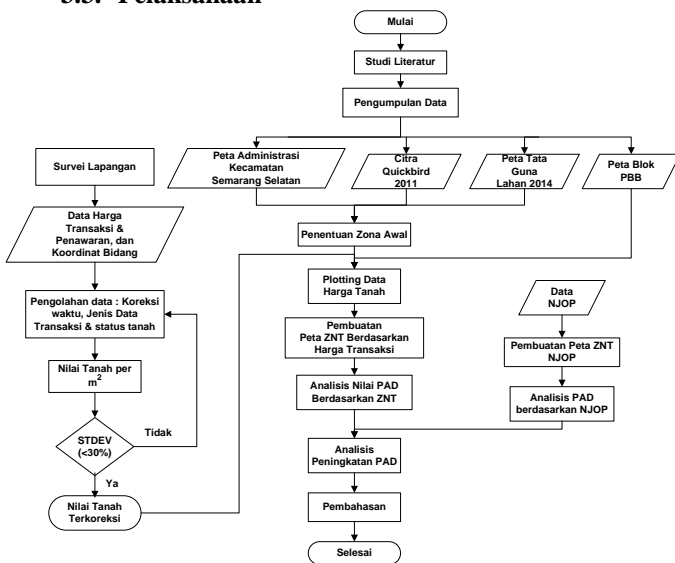 3.3. Pelaksanaan
Mulai
Studi Literatur
Pengumpulan Data
Peta Administrasi
Kecamatan
Semarang Selatan
Citra
Quickbird
2011
Peta Tata
Guna
Lahan 2014
Peta Blok
PBB
Survei Lapangan
Data Harga
Transaksi &
Penawaran, dan
Koordinat Bidang
Pengolahan data : Koreksi
waktu, Jenis Data
Transaksi & status tanah
Nilai Tanah per
m2
STDEV
(<30%)
Tidak
Ya
Nilai Tanah
Terkoreksi
Penentuan Zona Awal
Plotting Data
Harga Tanah
Pembuatan
Peta ZNT Berdasarkan
Harga Transaksi
Analisis Nilai PAD
Berdasarkan ZNT
Data
NJOP
Pembuatan Peta ZNT
NJOP
Analisis PAD
berdasarkan NJOP
Analisis
Peningkatan PAD
Pembahasan
Selesai